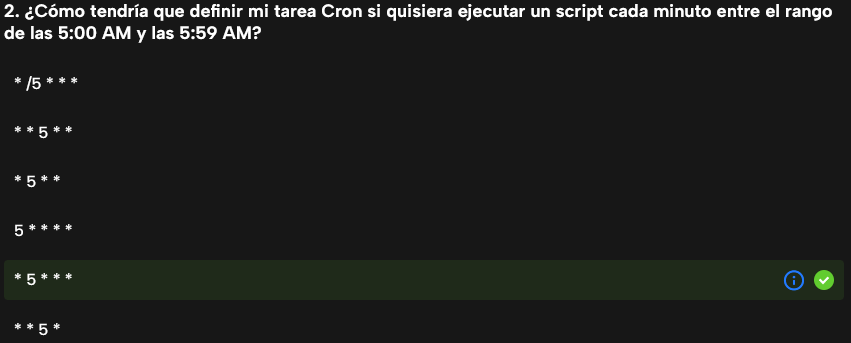 2. ¿Cómo tendría que definir mi tarea Cron si quisiera ejecutar un script cada minuto entre el rango
de las 5:00 AM y las 5:59 AM?
* /5 * * *
* * 5 * *
* 5 * *
5 * * * *
* 5 * * *
* * 5 *